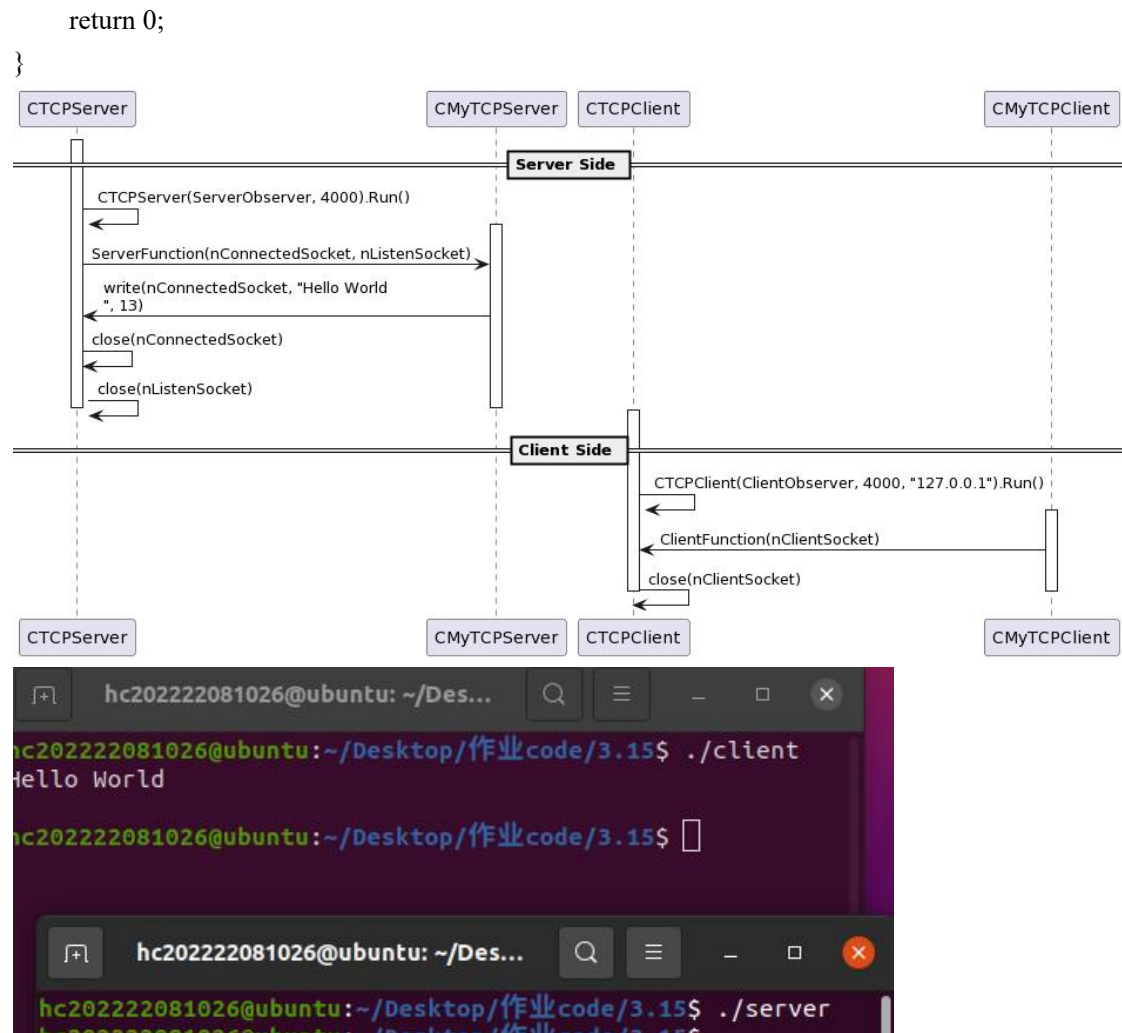 return 0;
}
CTCPServer
CMyTCPServer
CTCPClient
CMyTCPClient
Server Side
CTCPServer(ServerObserver, 4000).Run()
ServerFunction(nConnectedSocket, nListenSocket)
write(nConnectedSocket, "Hello World
", 13)
close(nConnectedSocket)
close(nListenSocket)
Client Side
CTCPClient(ClientObserver, 4000, "127.0.0.1").Run()
ClientFunction(nClientSocket)
close(nClientSocket)
CTCPServer
CMyTCPServer
CTCPClient
CMyTCPClient
hc202222081026@ubuntu: ~/Des...
hc202222081026@ubuntu:~/Desktop/作业code/3.15$ ./client
Hello World
hc202222081026@ubuntu:~/Desktop/作业code/3.15$
hc202222081026@ubuntu: ~/Des...
hc202222081026@ubuntu:~/Desktop/作业code/3.15$ ./server